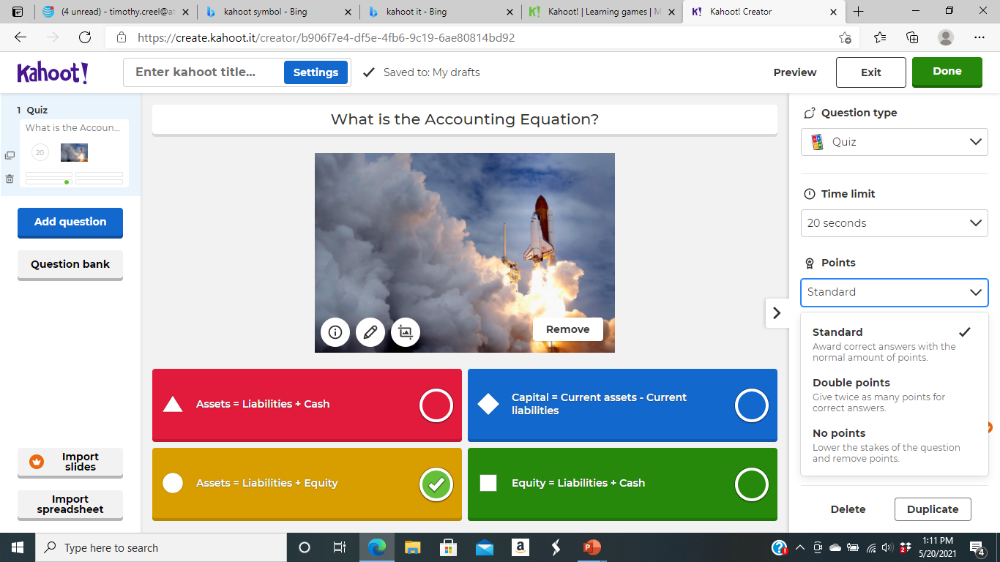 (4 unread) - timothy.creel@at
kahoot symbol - Bing
kahoot it - Bing
Kahoot! | Learning games | M
Kahoot! Creator
https://create.kahoot.it/creator/b906f7e4-df5e-4fb6-9c19-6ae80814bd92
Kahoot!
Enter kahoot title...
Settings
Saved to: My drafts
Preview
Exit
Done
1 Quiz
What is the Accoun...
20
Add question
Question bank
Import
slides
Import
spreadsheet
What is the Accounting Equation?
Remove
Assets = Liabilities + Cash
Capital = Current assets - Current
liabilities
Assets = Liabilities + Equity
Equity = Liabilities + Cash
Question type
Quiz
Time limit
20 seconds
Points
Standard
Standard
Award correct answers with the
normal amount of points.
Double points
Give twice as many points for
correct answers.
No points
Lower the stakes of the question
and remove points.
Delete
Duplicate
Type here to search
1:11 PM
5/20/2021
4